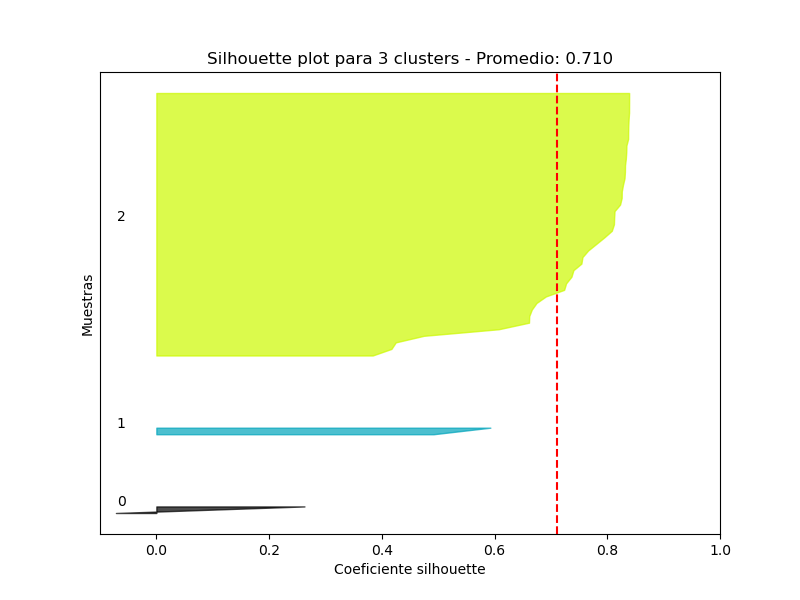 Silhouette plot para 3 clusters - Promedio: 0.710
Muestras
2
1
0
0.0 0.2 0.4 0.6 0.8 1.0
Coeficiente silhouette